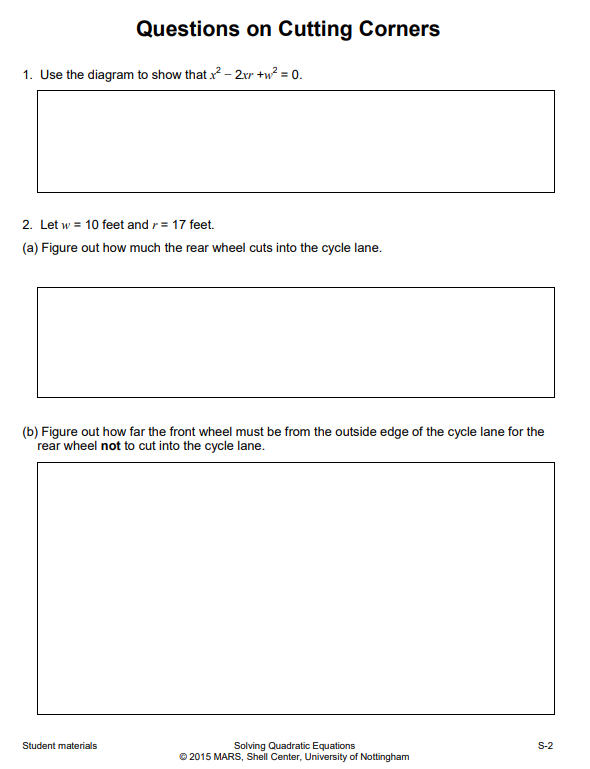 Questions on Cutting Corners
1. Use the diagram to show that x² – 2xr +w² = 0.
2. Let w = 10 feet and r = 17 feet.
(a) Figure out how much the rear wheel cuts into the cycle lane.
(b) Figure out how far the front wheel must be from the outside edge of the cycle lane for the
rear wheel not to cut into the cycle lane.
Student materials Solving Quadratic Equations S-2
© 2015 MARS, Shell Center, University of Nottingham